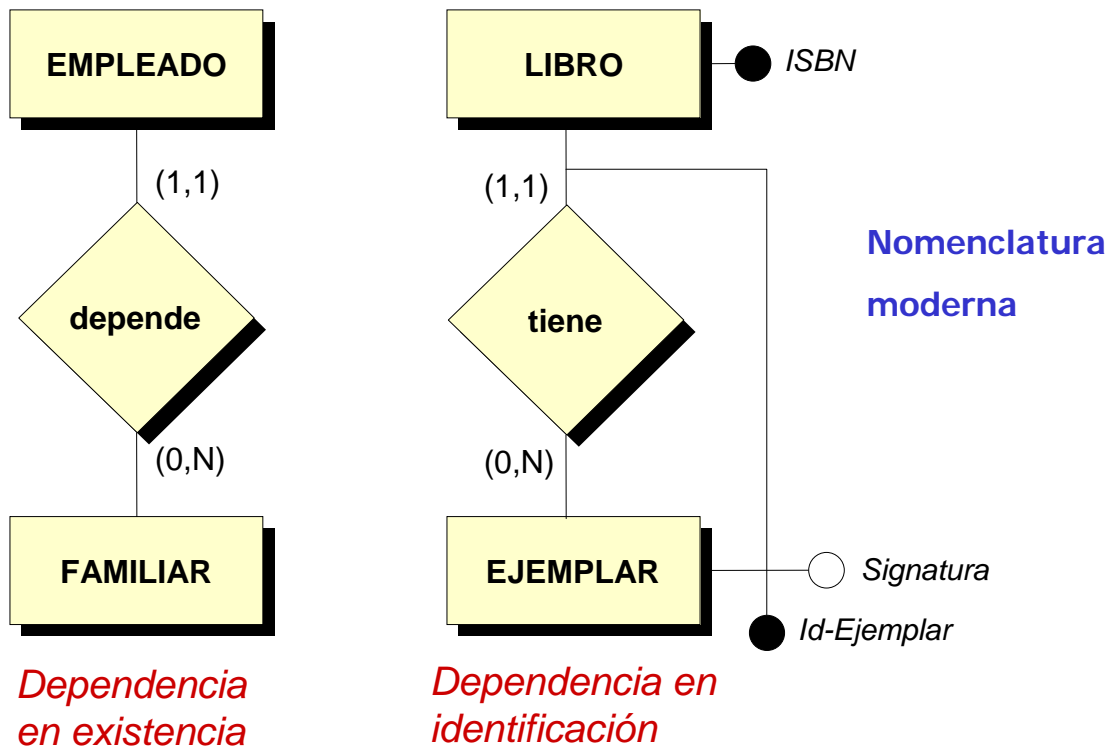 EMPLEADO
(1,1)
depende
(0,N)
FAMILIAR
Dependencia
en existencia
LIBRO
ISBN
(1,1)
tiene
(0,N)
EJEMPLAR
Signatura
Id-Ejemplar
Dependencia en
identificación
Nomenclatura
moderna